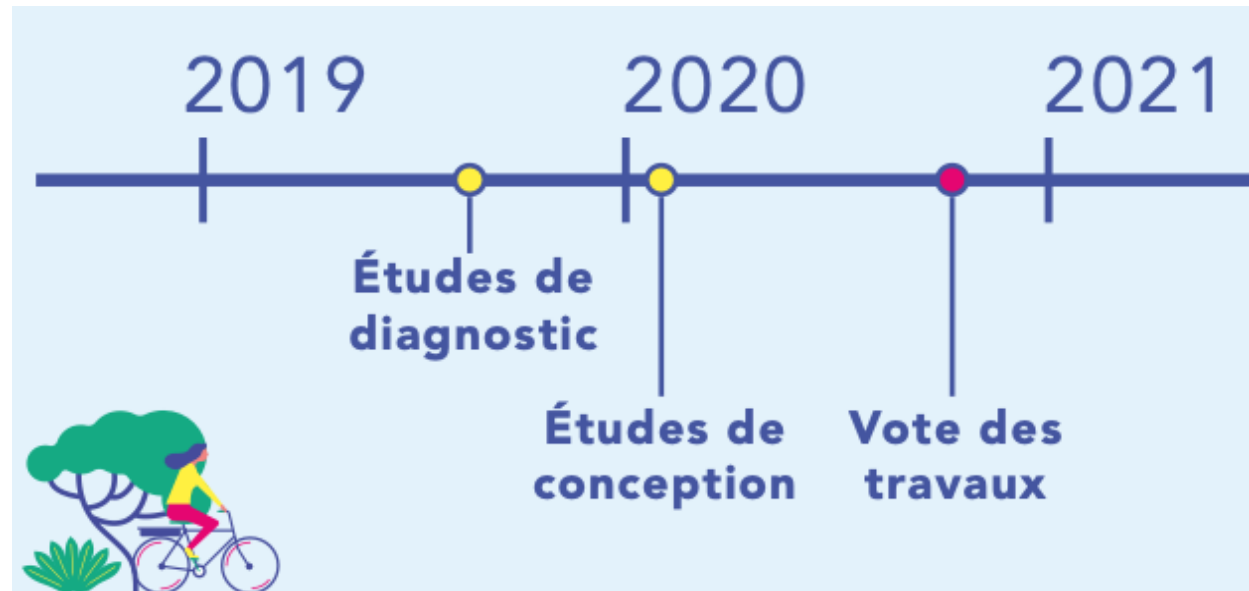 2019
2020
2021
Études de
diagnostic
Études de
conception
Vote des
travaux